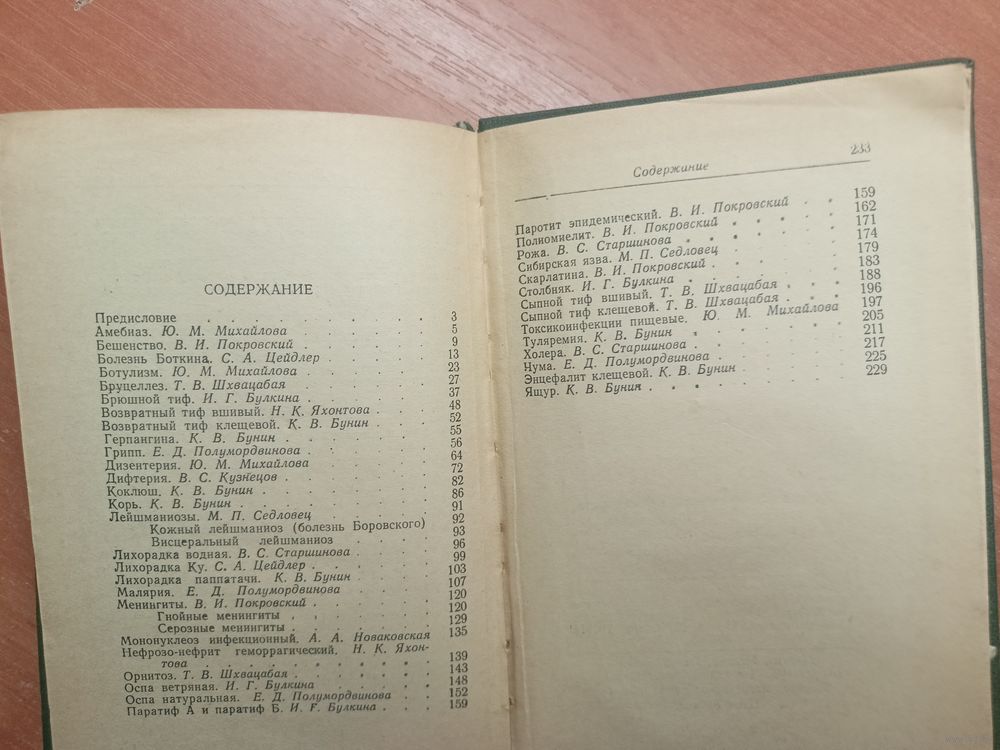 СОДЕРЖАНИЕ
Предисловие . . . . . . . . . . 3
Амебиаз. Ю. М. Михайлова . . . . . 5
Бешенство. В. И. Покровский . . . . . 9
Болезнь Боткина. С. А. Цейдлер . . . . 13
Ботулизм. Ю. М. Михайлова . . . . . 23
Бруцеллез. Т. В. Шхвацабая . . . . . 27
Брюшной тиф. И. Г. Булкина . . . . . 37
Возвратный тиф вшивый. Н. К. Яхонтова . . . 48
Возвратный тиф клещевой. К. В. Бунин . . . 52
Герпангина. К. В. Бунин . . . . . 55
Грипп. Е. Д. Полумордвинова . . . . . 56
Дизентерия. Ю. М. Михайлова . . . . 64
Дифтерия. В. С. Кузнецов . . . . . 72
Коклюш. К. В. Бунин . . . . . . 82
Корь. К. В. Бунин . . . . . . . 86
Лейшманиозы. М. П. Седловец . . . . 91
Кожный лейшманиоз (болезнь Боровского) 92
Висцеральный лейшманиоз . . . . 93
Лихорадка водная. В. С. Старшинова . . . 96
Лихорадка Ку. С. А. Цейдлер . . . . 99
Лихорадка паппатачи. К. В. Бунин . . . 103
Малярия. Е. Д. Полумордвинова . . . 107
Менингиты. В. И. Покровский . . . . . 120
Гнойные менингиты . . . . . 120
Серозные менингиты . . . . . 129
Мононуклеоз инфекционный. А. А. Новаковская 135
Нефрозо-нефрит геморрагический. Н. К. Яхон-
това . . . . . . . . . 139
Орнитоз. Т. В. Шхвацабая . . . . . 143
Оспа ветряная. И. Г. Булкина . . . . . 148
Оспа натуральная. Е. Д. Полумордвинова . . 152
Паратиф А и паратиф Б. И. Г. Булкина . . . 159
Содержание 233
Паротит эпидемический. В. И. Покровский . . 159
Полиомиелит. В. И. Покровский . . . . 162
Рожа. В. С. Старшинова . . . . . 171
Сибирская язва. М. П. Седловец . . . . 174
Скарлатина. В. И. Покровский . . . . 179
Столбняк. И. Г. Булкина . . . . . 183
Сыпной тиф вшивый. Т. В. Шхвацабая . . 188
Сыпной тиф клещевой. Т. В. Шхвацабая . . 196
Токсикоинфекции пищевые. Ю. М. Михайлова 197
Туляремия. К. В. Бунин . . . . . 205
Холера. В. С. Старшинова . . . . . 211
Чума. Е. Д. Полумордвинова . . . . 217
Энцефалит клещевой. К. В. Бунин . . . . 225
Ящур. К. В. Бунин . . . . . . . 229